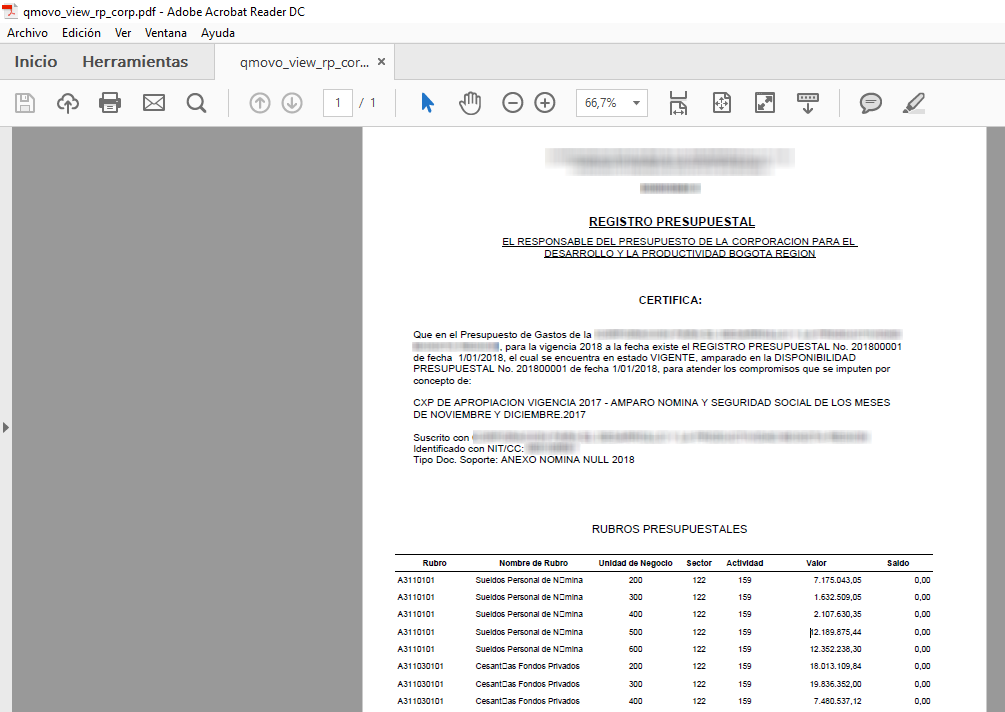 qmovo_view_rp_corp.pdf - Adobe Acrobat Reader DC
Archivo Edición Ver Ventana Ayuda
Inicio Herramientas qmovo_view_rp_cor... ×
1 / 1 66,7%
REGISTRO PRESUPUESTAL
EL RESPONSABLE DEL PRESUPUESTO DE LA CORPORACION PARA EL
DESARROLLO Y LA PRODUCTIVIDAD BOGOTA REGION
CERTIFICA:
Que en el Presupuesto de Gastos de la
, para la vigencia 2018 a la fecha existe el REGISTRO PRESUPUESTAL No. 201800001
de fecha 1/01/2018, el cual se encuentra en estado VIGENTE, amparado en la DISPONIBILIDAD
PRESUPUESTAL No. 201800001 de fecha 1/01/2018, para atender los compromisos que se imputen por
concepto de:
CXP DE APROPIACION VIGENCIA 2017 - AMPARO NOMINA Y SEGURIDAD SOCIAL DE LOS MESES
DE NOVIEMBRE Y DICIEMBRE.2017
Suscrito con
Identificado con NIT/CC:
Tipo Doc. Soporte: ANEXO NOMINA NULL 2018
RUBROS PRESUPUESTALES
Rubro Nombre de Rubro Unidad de Negocio Sector Actividad Valor Saldo
A3110101 Sueldos Personal de N□mina 200 122 159 7.175.043,05 0,00
A3110101 Sueldos Personal de N□mina 300 122 159 1.632.509,05 0,00
A3110101 Sueldos Personal de N□mina 400 122 159 2.107.630,35 0,00
A3110101 Sueldos Personal de N□mina 500 122 159 12.189.875,44 0,00
A3110101 Sueldos Personal de N□mina 600 122 159 12.352.238,30 0,00
A311030101 Cesant□as Fondos Privados 200 122 159 18.013.109,84 0,00
A311030101 Cesant□as Fondos Privados 300 122 159 19.836.352,00 0,00
A311030101 Cesant□as Fondos Privados 400 122 159 7.480.537,12 0,00